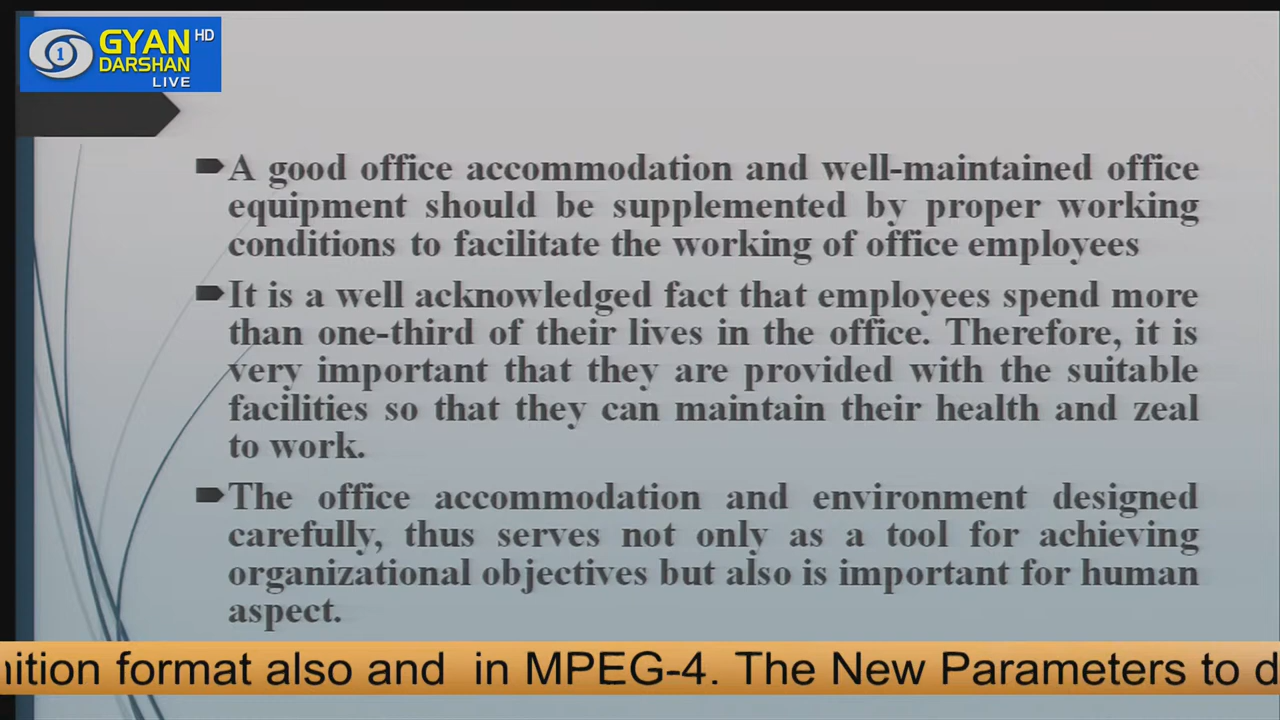 GYAN HD
DARSHAN
1
LIVE
A good office accommodation and well-maintained office
equipment should be supplemented by proper working
conditions to facilitate the working of office employees
It is a well acknowledged fact that employees spend more
than one-third of their lives in the office. Therefore, it is
very important that they are provided with the suitable
facilities so that they can maintain their health and zeal
to work.
The office accommodation and environment designed
carefully, thus serves not only as a tool for achieving
organizational objectives but also is important for human
aspect.
format also and in MPEG-4. The New Parameters to